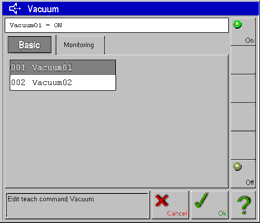 Vacuum
Vacuum01 = ON
On
Basic
Monitoring
001 Vacuum01
002 Vacuum02
Off
Edit teach command Vacuum
Cancel
Ok
?